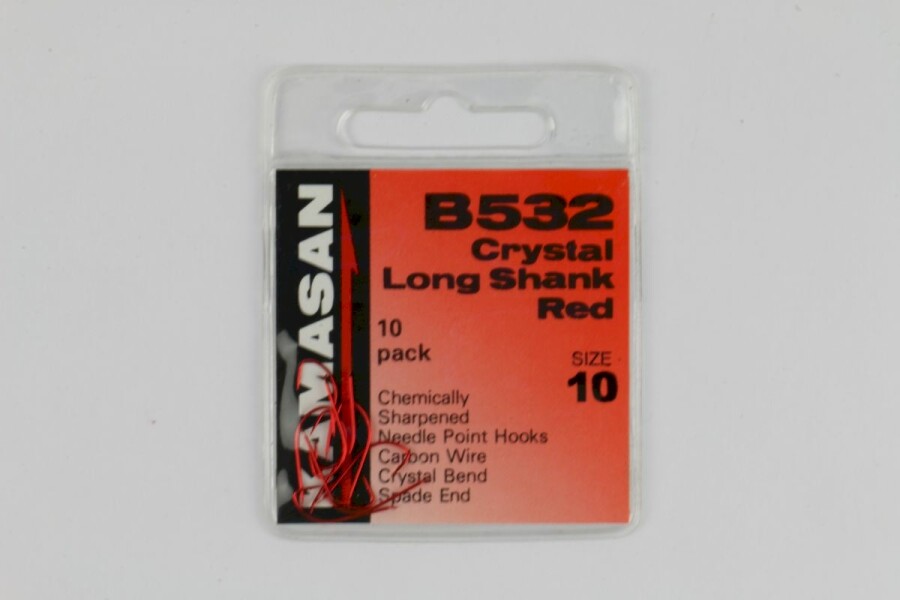 KAMASAN
B532
Crystal
Long Shank
Red
10
pack
SIZE
10
Chemically
Sharpened
Needle Point Hooks
Carbon Wire
Crystal Bend
Spade End